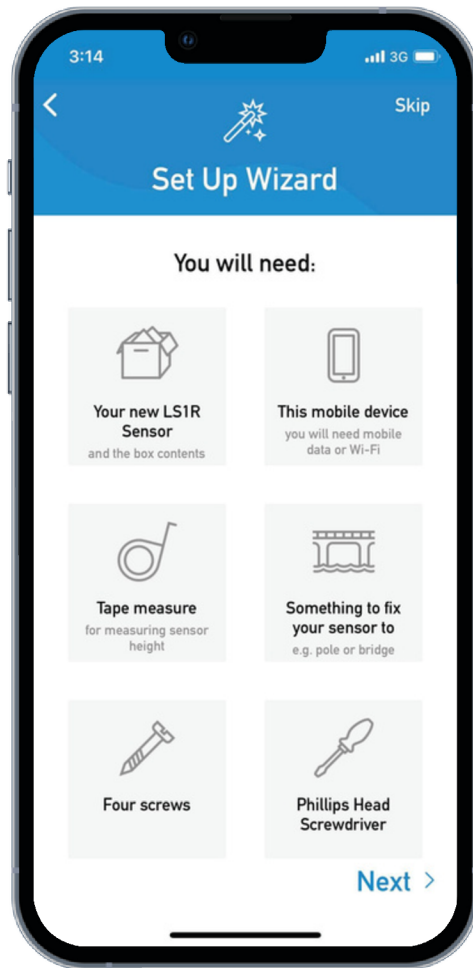 3:14
3G
Skip
Set Up Wizard
You will need:
Your new LS1R
Sensor
and the box contents
This mobile device
you will need mobile
data or Wi-Fi
Tape measure
for measuring sensor
height
Something to fix
your sensor to
e.g. pole or bridge
Four screws
Phillips Head
Screwdriver
Next